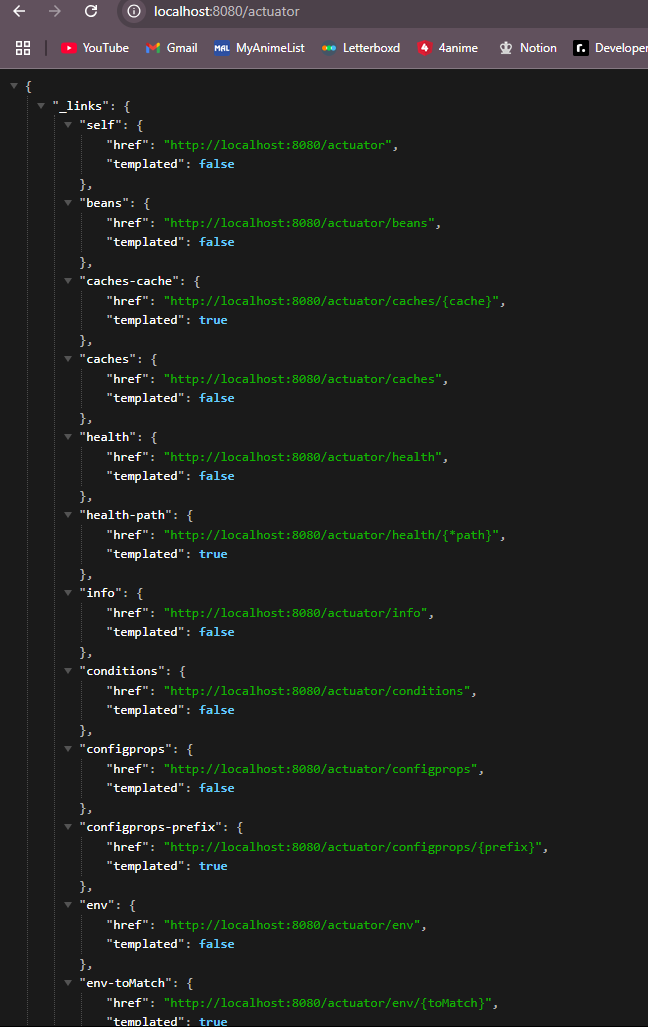 localhost:8080/actuator
YouTube Gmail MAL MyAnimeList Letterboxd 4 4anime Notion r. Developer
{
"_links": {
"self": {
"href": "http://localhost:8080/actuator",
"templated": false
},
"beans": {
"href": "http://localhost:8080/actuator/beans",
"templated": false
},
"caches-cache": {
"href": "http://localhost:8080/actuator/caches/{cache}",
"templated": true
},
"caches": {
"href": "http://localhost:8080/actuator/caches",
"templated": false
},
"health": {
"href": "http://localhost:8080/actuator/health",
"templated": false
},
"health-path": {
"href": "http://localhost:8080/actuator/health/{*path}",
"templated": true
},
"info": {
"href": "http://localhost:8080/actuator/info",
"templated": false
},
"conditions": {
"href": "http://localhost:8080/actuator/conditions",
"templated": false
},
"configprops": {
"href": "http://localhost:8080/actuator/configprops",
"templated": false
},
"configprops-prefix": {
"href": "http://localhost:8080/actuator/configprops/{prefix}",
"templated": true
},
"env": {
"href": "http://localhost:8080/actuator/env",
"templated": false
},
"env-toMatch": {
"href": "http://localhost:8080/actuator/env/{toMatch}",
"templated": true